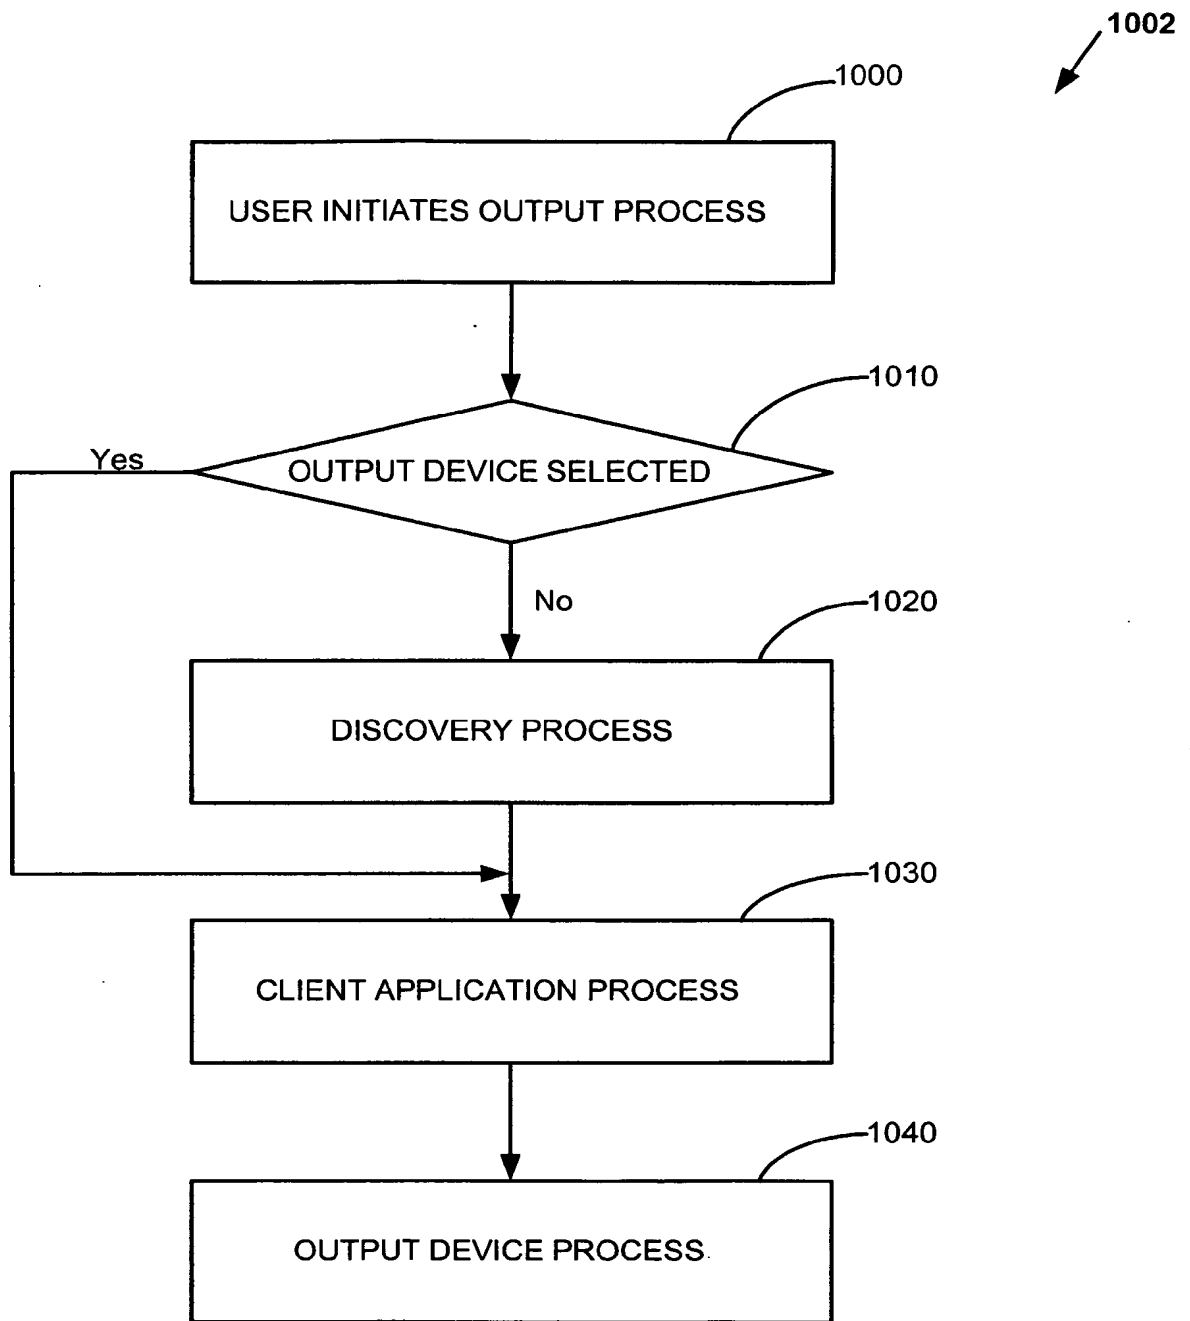 1002
1000
USER INITIATES OUTPUT PROCESS
1010
Yes
OUTPUT DEVICE SELECTED
No
1020
DISCOVERY PROCESS
1030
CLIENT APPLICATION PROCESS
1040
OUTPUT DEVICE PROCESS